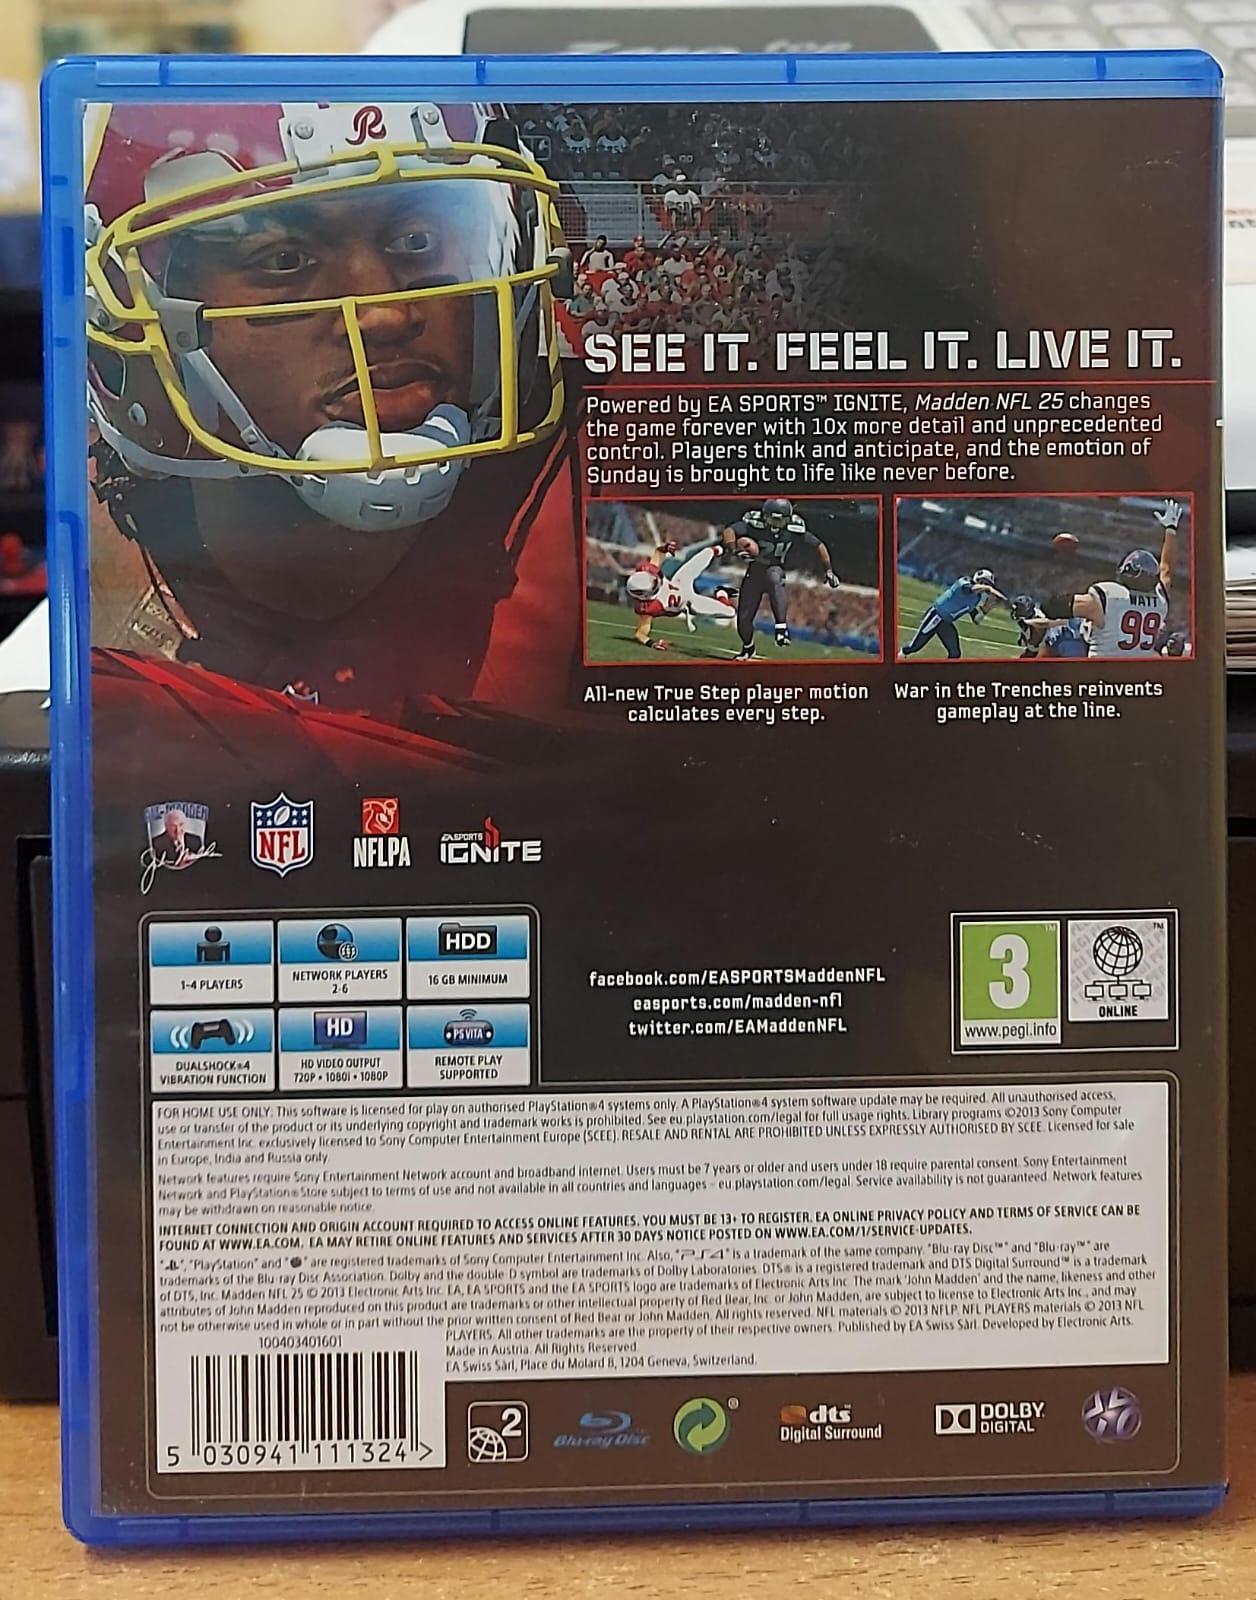 R
SEE IT. FEEL IT. LIVE IT.
Powered by EA SPORTS™ IGNITE, Madden NFL 25 changes
the game forever with 10x more detail and unprecedented
control. Players think and anticipate, and the emotion of
Sunday is brought to life like never before.
24
21
WATT
99
All-new True Step player motion
calculates every step.
War in the Trenches reinvents
gameplay at the line.
NFL
NFLPA
EA SPORTS
IGNITE
1-4 PLAYERS
NETWORK PLAYERS
2-6
HDD
16 GB MINIMUM
DUALSHOCK®4
VIBRATION FUNCTION
HD
HD VIDEO OUTPUT
720P • 1080i • 1080P
PS VITA
REMOTE PLAY
SUPPORTED
facebook.com/EASPORTSMaddenNFL
easports.com/madden-nfl
twitter.com/EAMaddenNFL
3
www.pegi.info
ONLINE
FOR HOME USE ONLY: This software is licensed for play on authorised PlayStation®4 systems only. A PlayStation®4 system software update may be required. All unauthorised access,
use or transfer of the product or its underlying copyright and trademark works is prohibited. See eu.playstation.com/legal for full usage rights. Library programs ©2013 Sony Computer
Entertainment Inc. exclusively licensed to Sony Computer Entertainment Europe (SCEE). RESALE AND RENTAL ARE PROHIBITED UNLESS EXPRESSLY AUTHORISED BY SCEE. Licensed for sale
in Europe, India and Russia only.
Network features require Sony Entertainment Network account and broadband internet. Users must be 7 years or older and users under 18 require parental consent. Sony Entertainment
Network and PlayStation®Store subject to terms of use and not available in all countries and languages – eu.playstation.com/legal. Service availability is not guaranteed. Network features
may be withdrawn on reasonable notice.
INTERNET CONNECTION AND ORIGIN ACCOUNT REQUIRED TO ACCESS ONLINE FEATURES. YOU MUST BE 13+ TO REGISTER. EA ONLINE PRIVACY POLICY AND TERMS OF SERVICE CAN BE
FOUND AT WWW.EA.COM. EA MAY RETIRE ONLINE FEATURES AND SERVICES AFTER 30 DAYS NOTICE POSTED ON WWW.EA.COM/1/SERVICE-UPDATES.
" ", "PlayStation" and " " are registered trademarks of Sony Computer Entertainment Inc. Also, "PS4" is a trademark of the same company. "Blu-ray Disc™" and "Blu-ray™" are
trademarks of the Blu-ray Disc Association. Dolby and the double-D symbol are trademarks of Dolby Laboratories. DTS® is a registered trademark and DTS Digital Surround™ is a trademark
of DTS, Inc. Madden NFL 25 © 2013 Electronic Arts Inc. EA, EA SPORTS and the EA SPORTS logo are trademarks of Electronic Arts Inc. The mark 'John Madden' and the name, likeness and other
attributes of John Madden reproduced on this product are trademarks or other intellectual property of Red Bear, Inc. or John Madden, are subject to license to Electronic Arts Inc., and may
not be otherwise used in whole or in part without the prior written consent of Red Bear or John Madden. All rights reserved. NFL materials © 2013 NFLP. NFL PLAYERS materials © 2013 NFL
PLAYERS. All other trademarks are the property of their respective owners. Published by EA Swiss Sàrl. Developed by Electronic Arts.
Made in Austria. All Rights Reserved.
EA Swiss Sàrl, Place du Molard 8, 1204 Geneva, Switzerland.
100403401601
5 030941 111324 >
2
Blu-ray Disc
dts
Digital Surround
DOLBY
DIGITAL